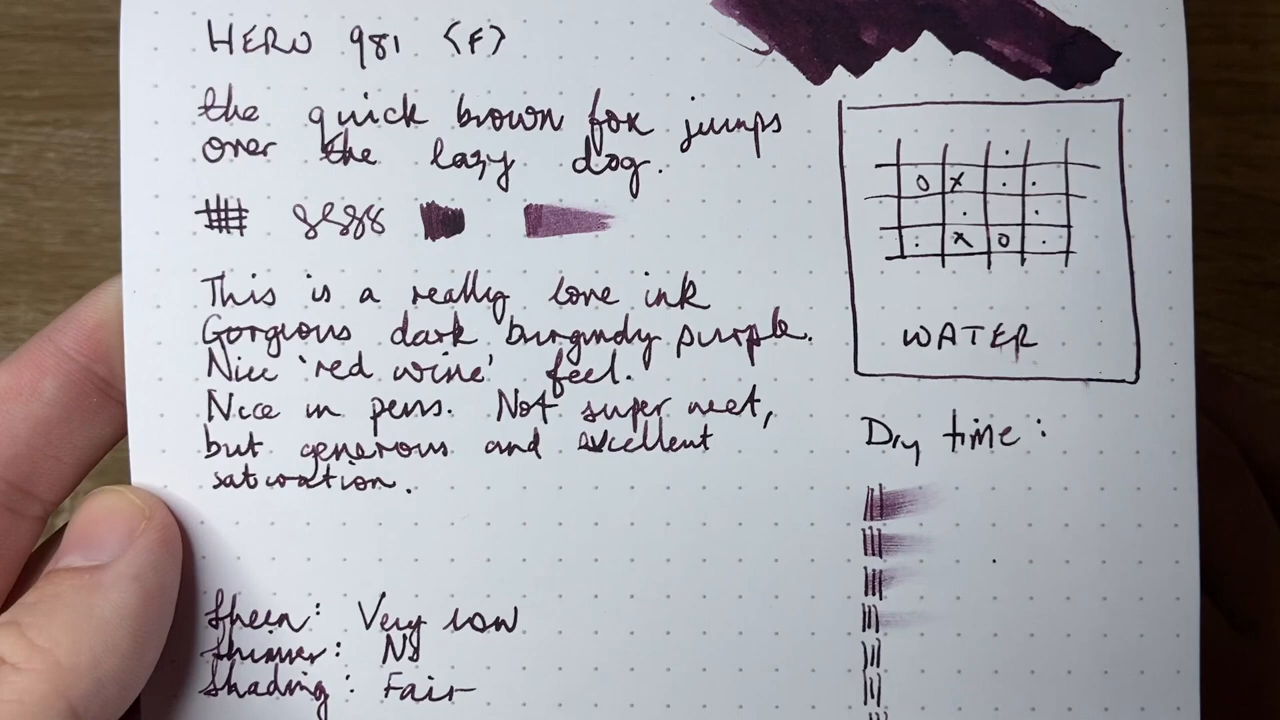 HERO 981 (F)
the quick brown fox jumps
over the lazy dog.
This is a really love ink
Gorgeous dark burgundy purple.
Nice 'red wine' feel.
Nice in pens. Not super wet,
but generous and excellent
saturation.
Sheen: Very low
Shimmer: NS
Shading: Fair
O X
X O
WATER
Dry time: